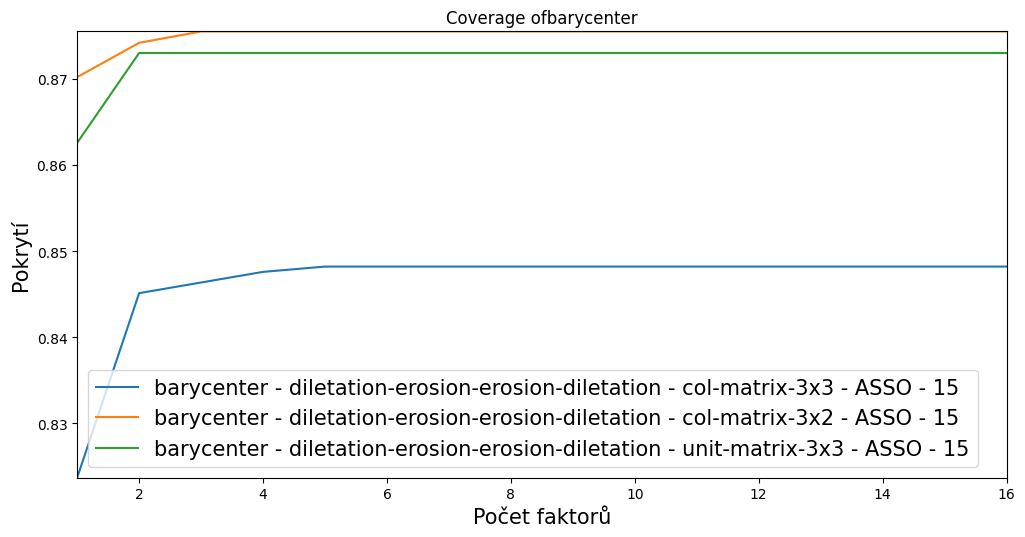 Coverage ofbarycenter
Pokrytí
0.87
0.86
0.85
0.84
0.83
barycenter - diletation-erosion-erosion-diletation - col-matrix-3x3 - ASSO - 15
barycenter - diletation-erosion-erosion-diletation - col-matrix-3x2 - ASSO - 15
barycenter - diletation-erosion-erosion-diletation - unit-matrix-3x3 - ASSO - 15
2 4 6 8 10 12 14 16
Počet faktorů